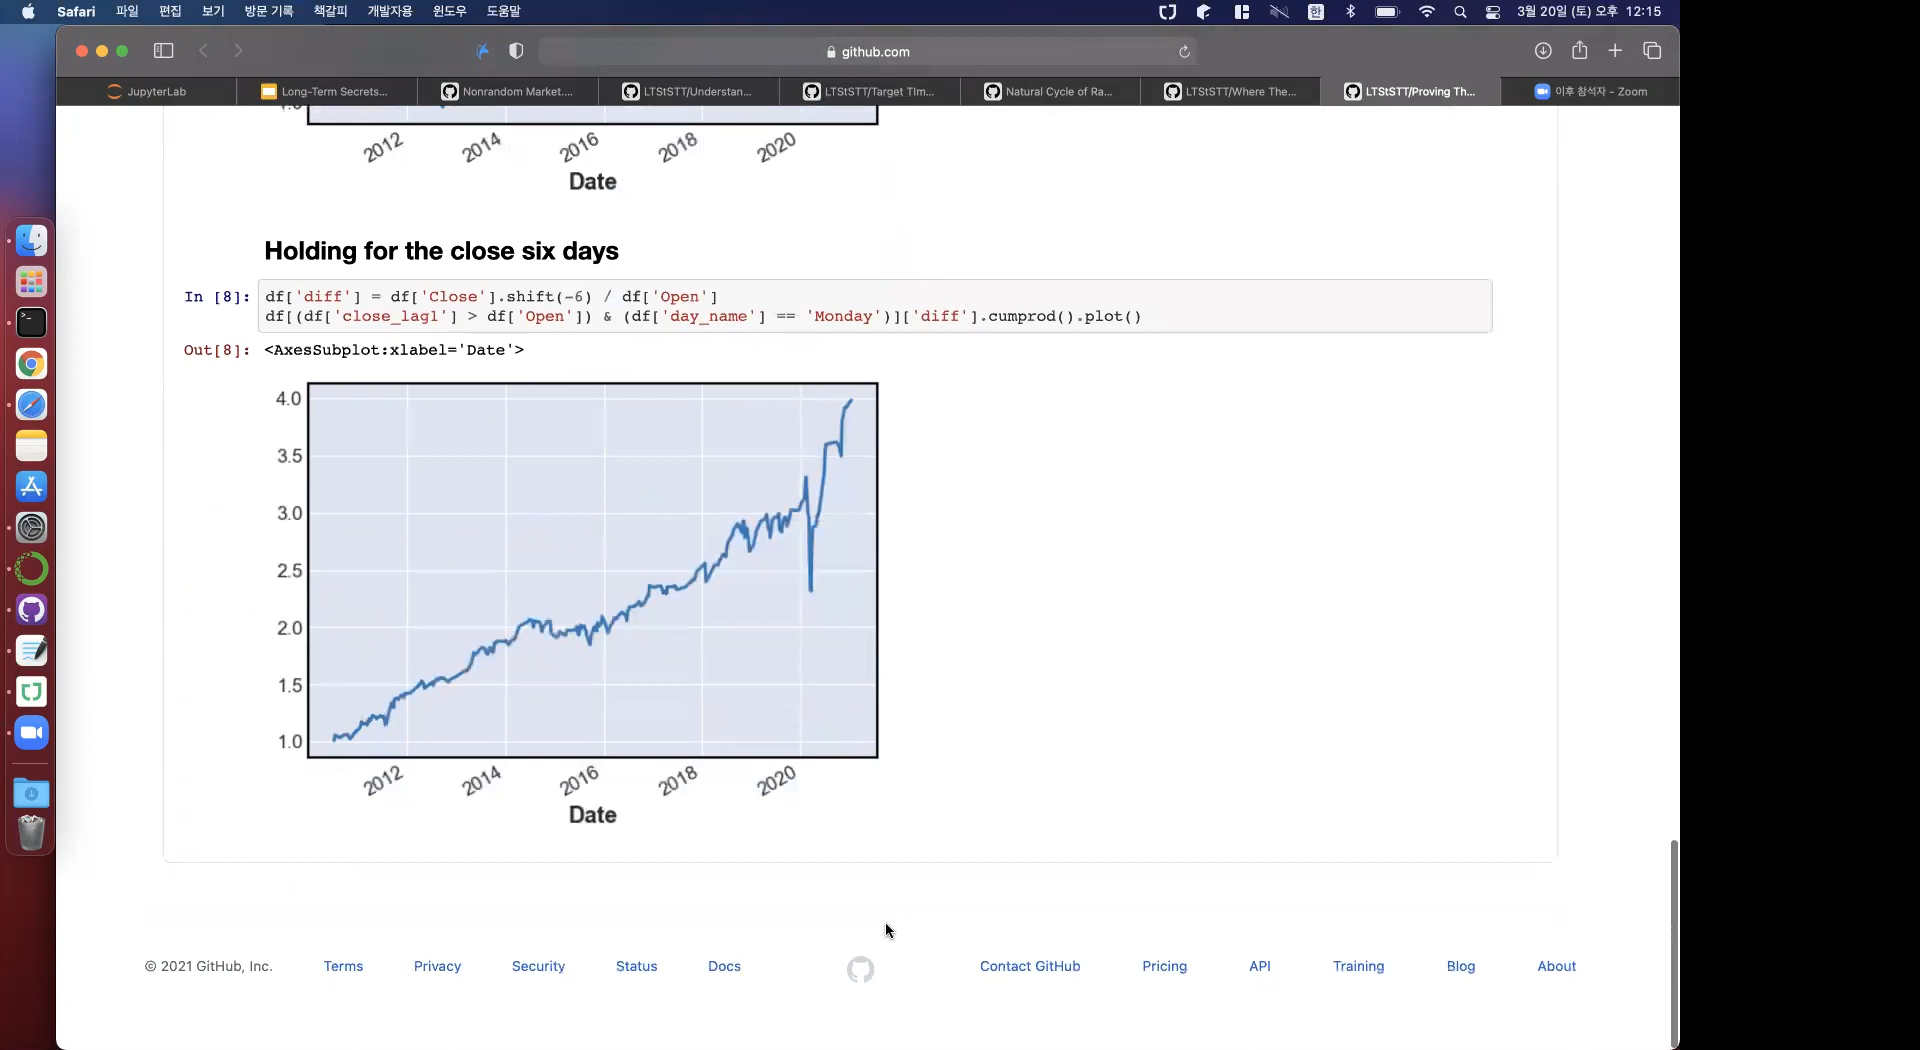 Safari 파일 편집 보기 방문 기록 책갈피 개발자용 윈도우 도움말 한 3월 20일 (토) 오후 12:15
github.com
JupyterLab Long-Term Secrets... Nonrandom Market.... LTStSTT/Understan... LTStSTT/Target TIm... Natural Cycle of Ra... LTStSTT/Where The... LTStSTT/Proving Th... 이후 참석자 - Zoom
2012 2014 2016 2018 2020
Date
Holding for the close six days
In [8]: df['diff'] = df['Close'].shift(-6) / df['Open']
df[(df['close_lag1'] > df['Open']) & (df['day_name'] == 'Monday')]['diff'].cumprod().plot()
Out[8]: <AxesSubplot:xlabel='Date'>
4.0
3.5
3.0
2.5
2.0
1.5
1.0
2012 2014 2016 2018 2020
Date
© 2021 GitHub, Inc. Terms Privacy Security Status Docs Contact GitHub Pricing API Training Blog About